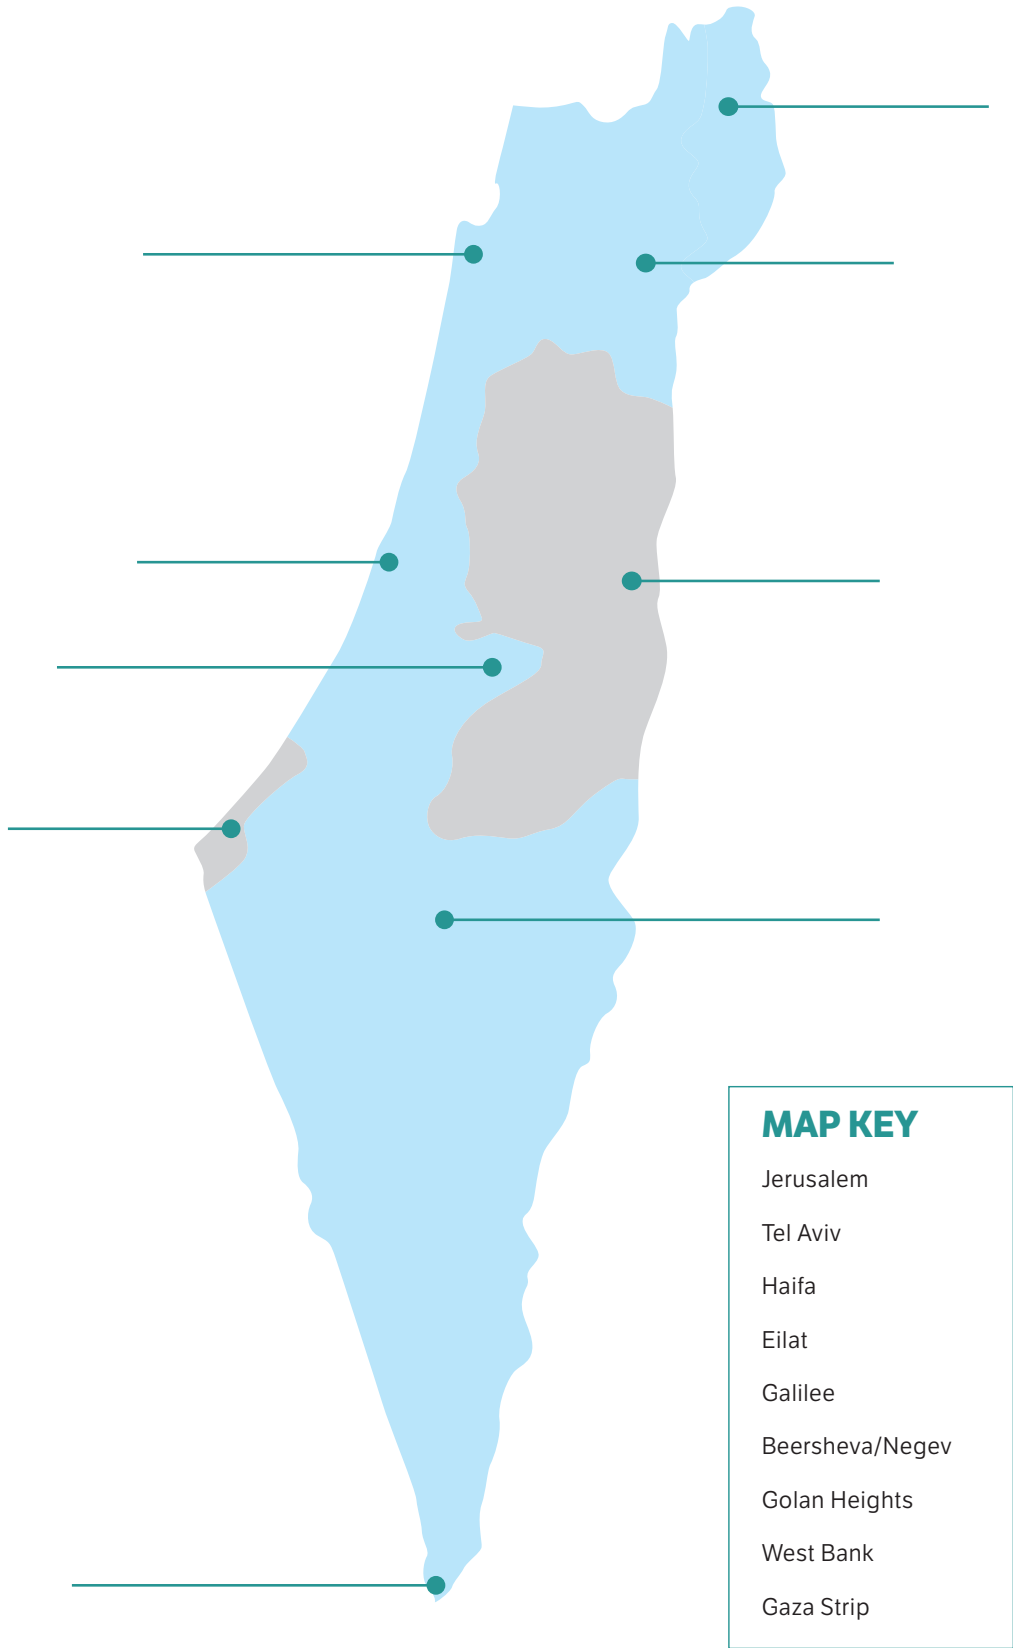 MAP KEY
Jerusalem
Tel Aviv
Haifa
Eilat
Galilee
Beersheva/Negev
Golan Heights
West Bank
Gaza Strip